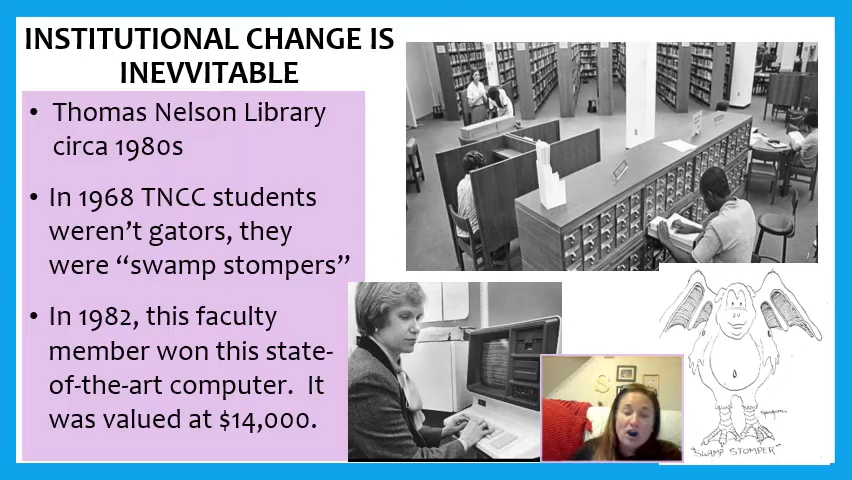 INSTITUTIONAL CHANGE IS
INEVVITABLE
• Thomas Nelson Library
circa 1980s
• In 1968 TNCC students
weren't gators, they
were “swamp stompers”
• In 1982, this faculty
member won this state-
of-the-art computer. It
was valued at $14,000.
"SWAMP STOMPER"